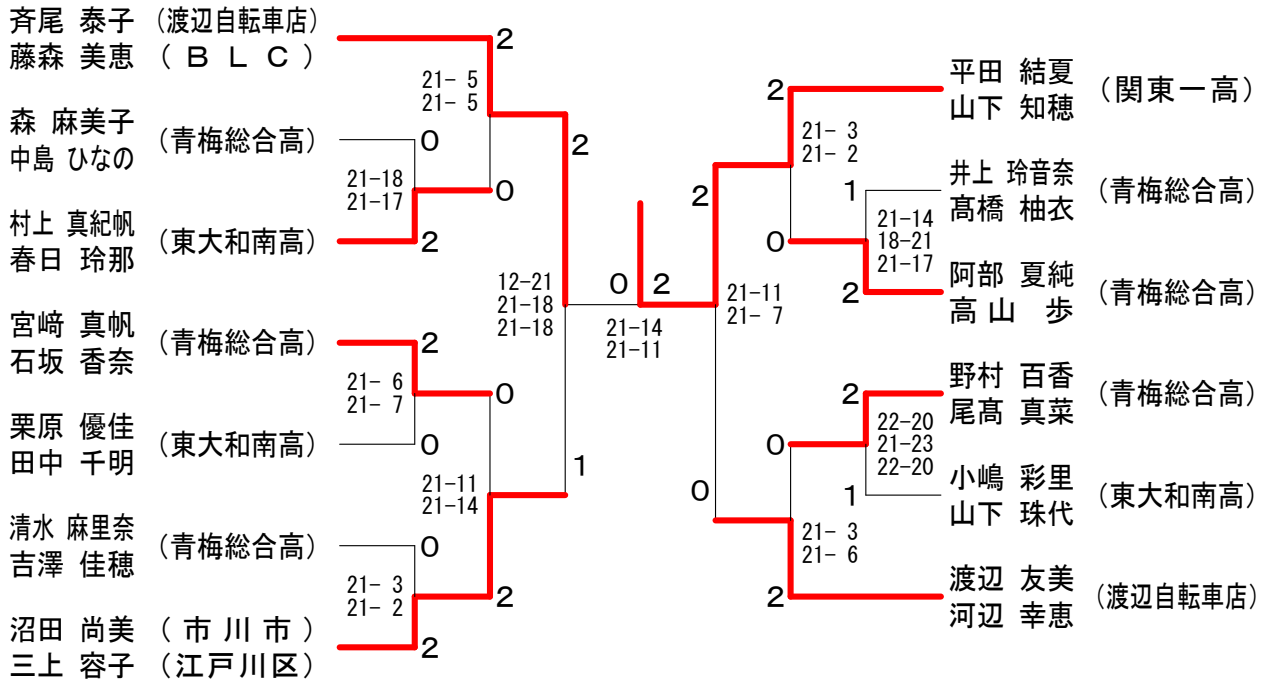 斉尾 泰子 (渡辺自転車店)
藤森 美恵 (ＢＬＣ)
2
21- 5
21- 5
森 麻美子
中島 ひなの
(青梅総合高)
0
21-18
21-17
0
村上 真紀帆
春日 玲那
(東大和南高)
2
2
12-21
21-18
21-18
宮﨑 真帆
石坂 香奈
(青梅総合高)
2
21- 6
21- 7
0
栗原 優佳
田中 千明
(東大和南高)
0
21-11
21-14
1
清水 麻里奈
吉澤 佳穂
(青梅総合高)
0
21- 3
21- 2
2
沼田 尚美 (市川市)
三上 容子 (江戸川区)
2
0
2
21-14
21-11
平田 結夏
山下 知穂
(関東一高)
2
21- 3
21- 2
2
井上 玲音奈
髙橋 柚衣
(青梅総合高)
1
21-14
18-21
21-17
0
阿部 夏純
高山 歩
(青梅総合高)
2
21-11
21- 7
野村 百香
尾髙 真菜
(青梅総合高)
2
22-20
21-23
22-20
0
小嶋 彩里
山下 珠代
(東大和南高)
1
0
21- 3
21- 6
渡辺 友美
河辺 幸恵
(渡辺自転車店)
2